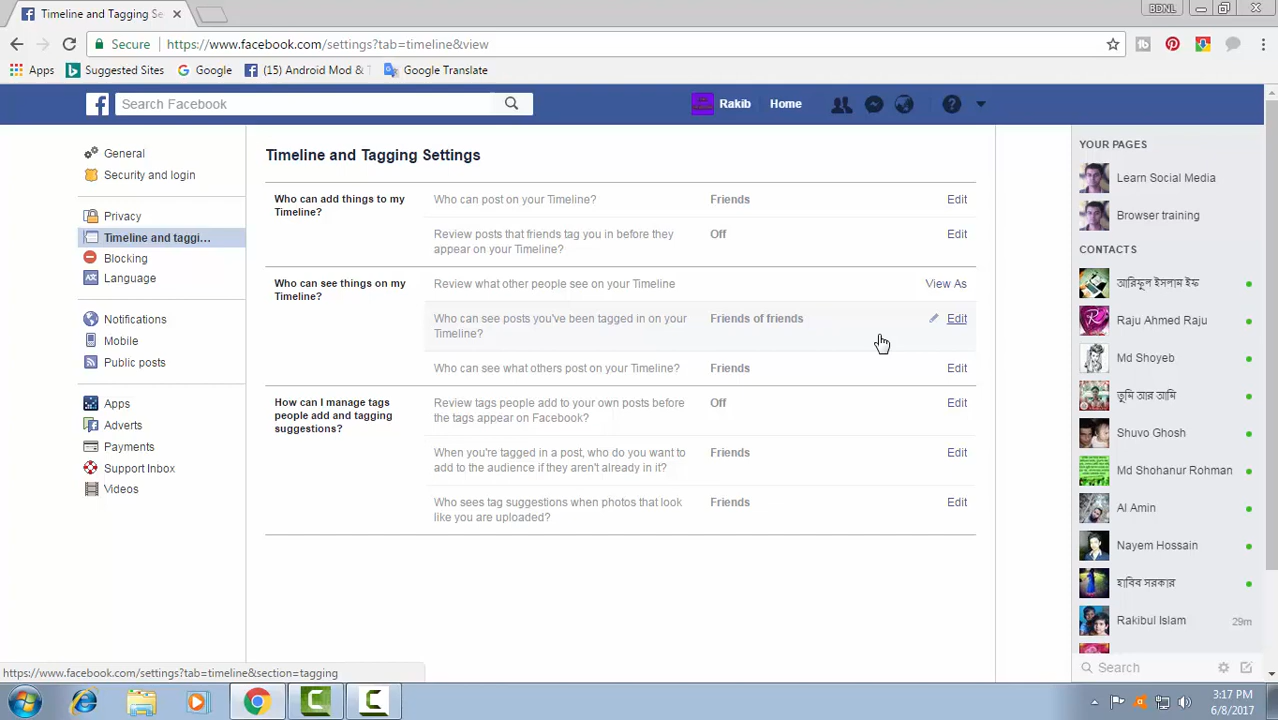 Timeline and Tagging Se
BDNL
Secure
https://www.facebook.com/settings?tab=timeline&view
Apps
Suggested Sites
Google
(15) Android Mod &
Google Translate
Search Facebook
Rakib
Home
General
Security and login
Privacy
Timeline and taggi...
Blocking
Language
Notifications
Mobile
Public posts
Apps
Adverts
Payments
Support Inbox
Videos
Timeline and Tagging Settings
Who can add things to my
Timeline?
Who can post on your Timeline?
Friends
Edit
Review posts that friends tag you in before they
appear on your Timeline?
Off
Edit
Who can see things on my
Timeline?
Review what other people see on your Timeline
View As
Who can see posts you've been tagged in on your
Timeline?
Friends of friends
Edit
Who can see what others post on your Timeline?
Friends
Edit
How can I manage tags
people add and tagging
suggestions?
Review tags people add to your own posts before
the tags appear on Facebook?
Off
Edit
When you're tagged in a post, who do you want to
add to the audience if they aren't already in it?
Friends
Edit
Who sees tag suggestions when photos that look
like you are uploaded?
Friends
Edit
YOUR PAGES
Learn Social Media
Browser training
CONTACTS
আরিফুল ইসলাম ইফ
Raju Ahmed Raju
Md Shoyeb
তুমি আর আমি
Shuvo Ghosh
Md Shohanur Rohman
Al Amin
Nayem Hossain
হাবিব সরকার
Rakibul Islam
29m
Search
https://www.facebook.com/settings?tab=timeline&section=tagging
3:17 PM
6/8/2017